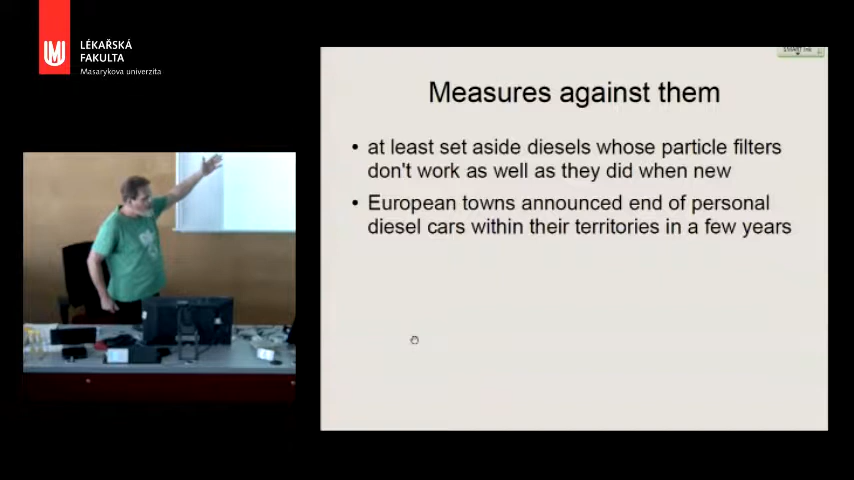 LÉKAŘSKÁ
FAKULTA
Masarykova univerzita
Measures against them
• at least set aside diesels whose particle filters
don't work as well as they did when new
• European towns announced end of personal
diesel cars within their territories in a few years